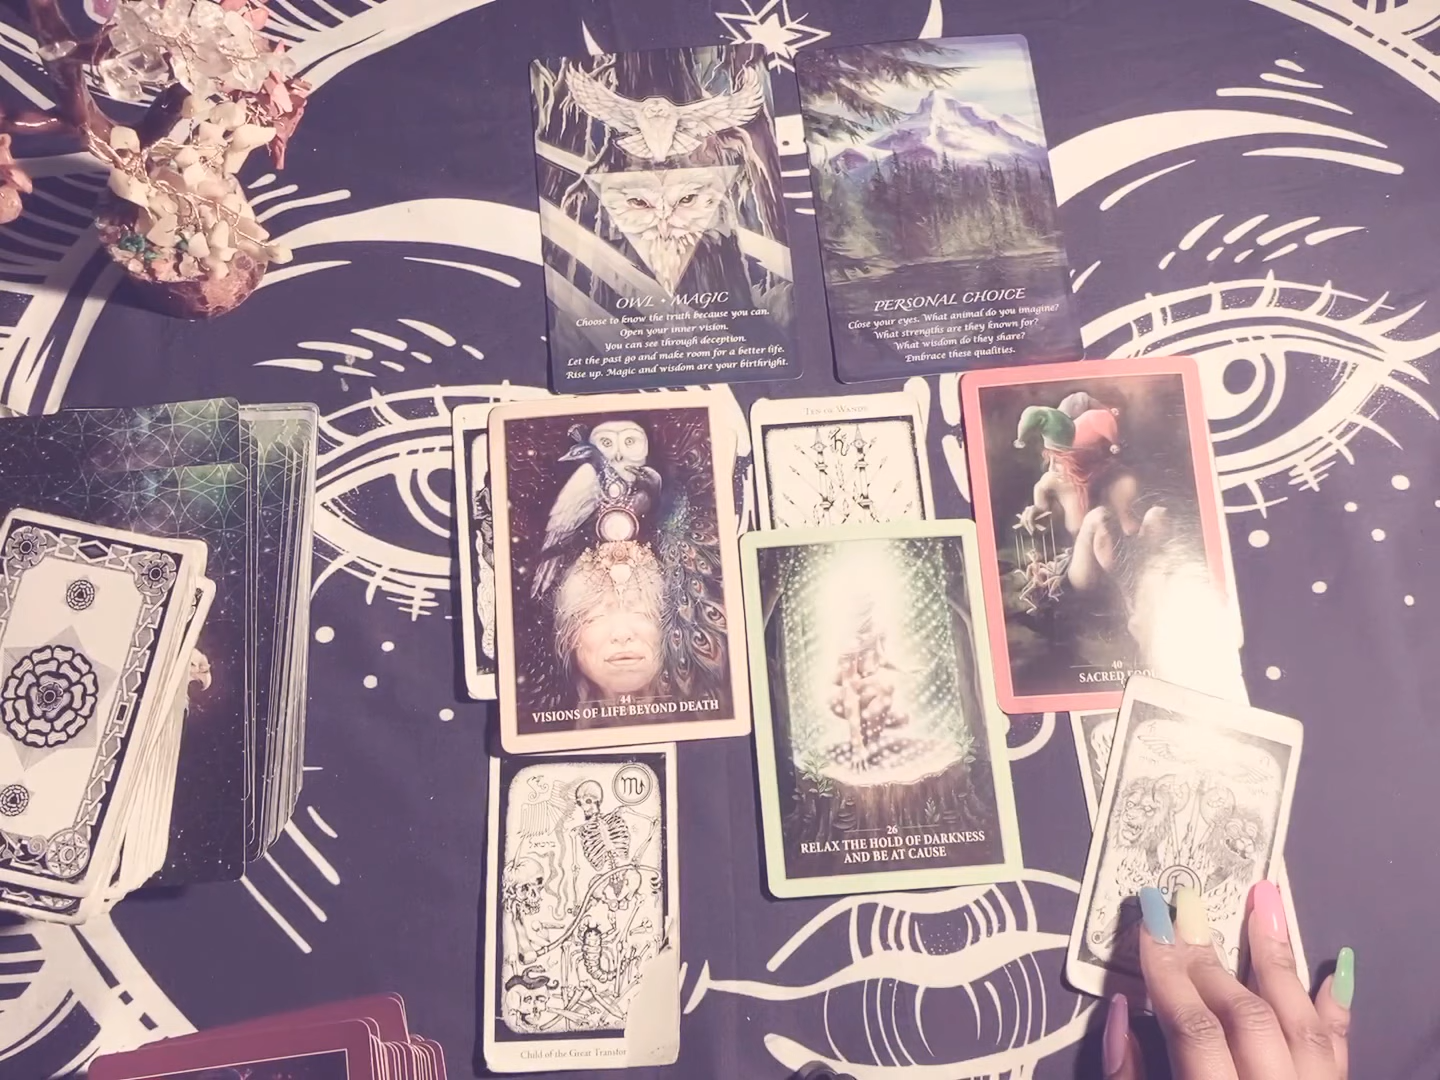 OWL • MAGIC
Choose to know the truth because you can.
Open your inner vision.
You can see through deception.
Let the past go and make room for a better life.
Rise up. Magic and wisdom are your birthright.
PERSONAL CHOICE
Close your eyes. What animal do you imagine?
What strengths are they known for?
What wisdom do they share?
Embrace these qualities.
TEN OF WANDS
44
VISIONS OF LIFE BEYOND DEATH
26
RELAX THE HOLD OF DARKNESS
AND BE AT CAUSE
40
SACRED
Child of the Great